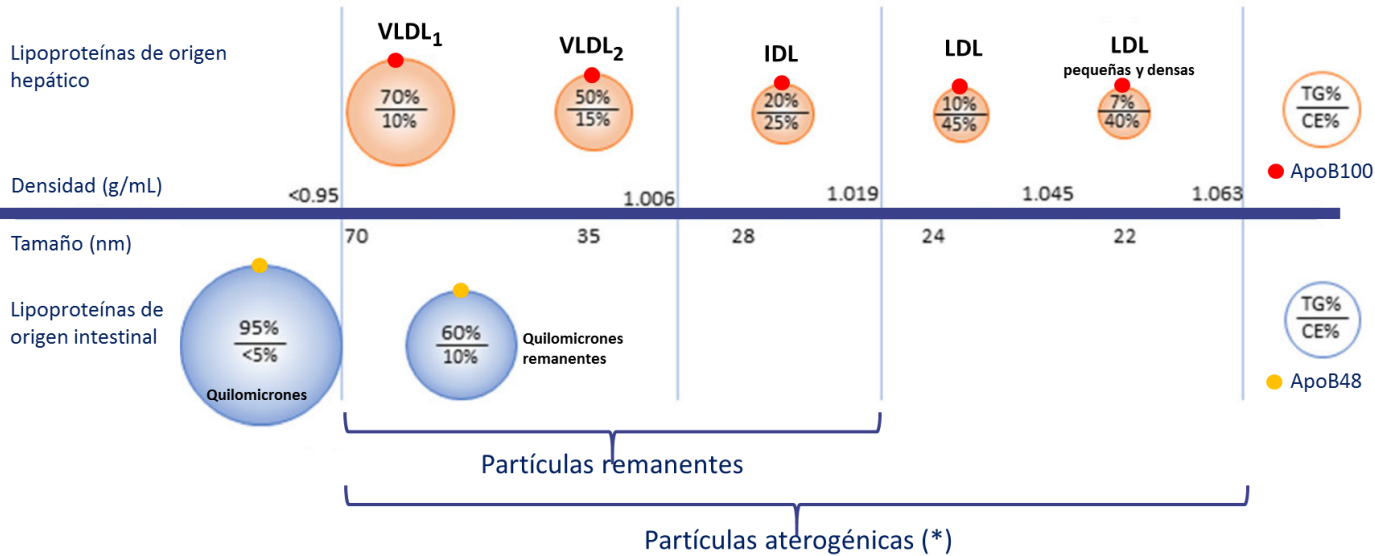 VLDL1
VLDL2
IDL
LDL
LDL
pequeñas y densas
Lipoproteínas de origen
hepático
70%
10%
50%
15%
20%
25%
10%
45%
7%
40%
TG%
CE%
ApoB100
Densidad (g/mL)
<0.95
1.006
1.019
1.045
1.063
Tamaño (nm)
70
35
28
24
22
Lipoproteínas de
origen intestinal
95%
<5%
Quilomicrones
60%
10%
Quilomicrones
remanentes
TG%
CE%
ApoB48
Partículas remanentes
Partículas aterogénicas (*)